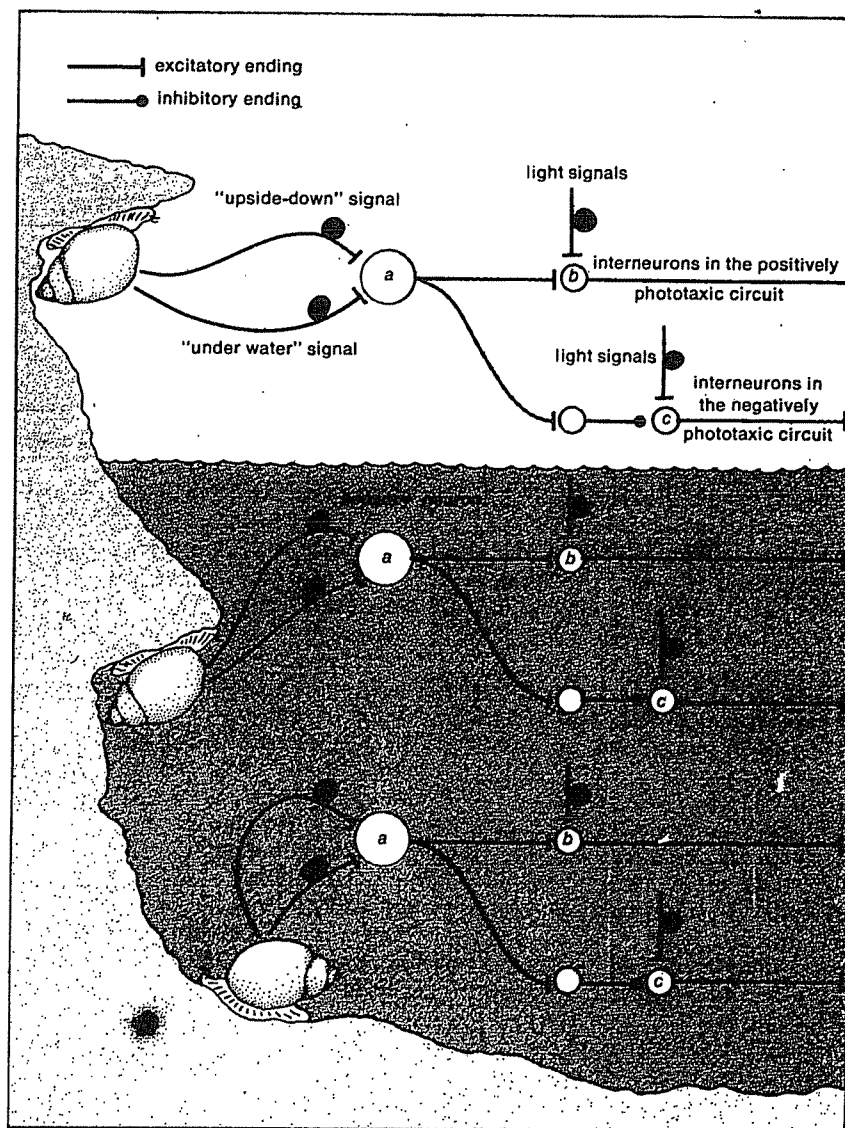 excitatory ending
inhibitory ending
light signals
"upside-down" signal
a
b
interneurons in the positively
phototaxic circuit
"under water" signal
light signals
c
interneurons in
the negatively
phototaxic circuit
a
b
c
a
b
c